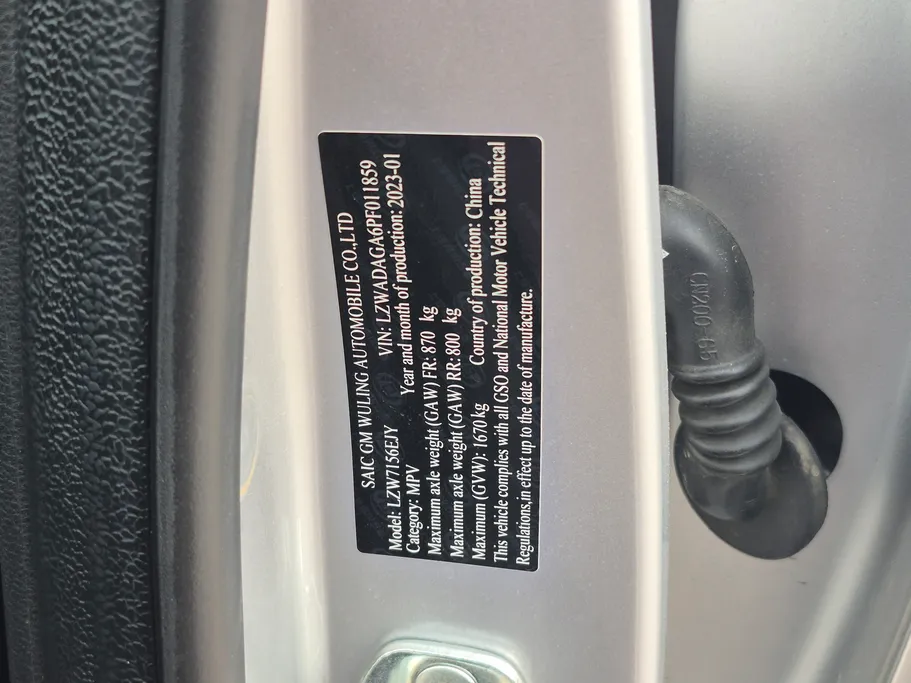 SAIC GM WULING AUTOMOBILE CO.,LTD
Model: LZW7156EJY VIN: LZWADAGA6PF011859
Category: MPV Year and month of production: 2023-01
Maximum axle weight (GAW) FR: 870 kg
Maximum axle weight (GAW) RR: 800 kg
Maximum (GVW): 1670 kg Country of production: China
This vehicle complies with all GSO and National Motor Vehicle Technical
Regulations,in effect up to the date of manufacture.
CN200-G5